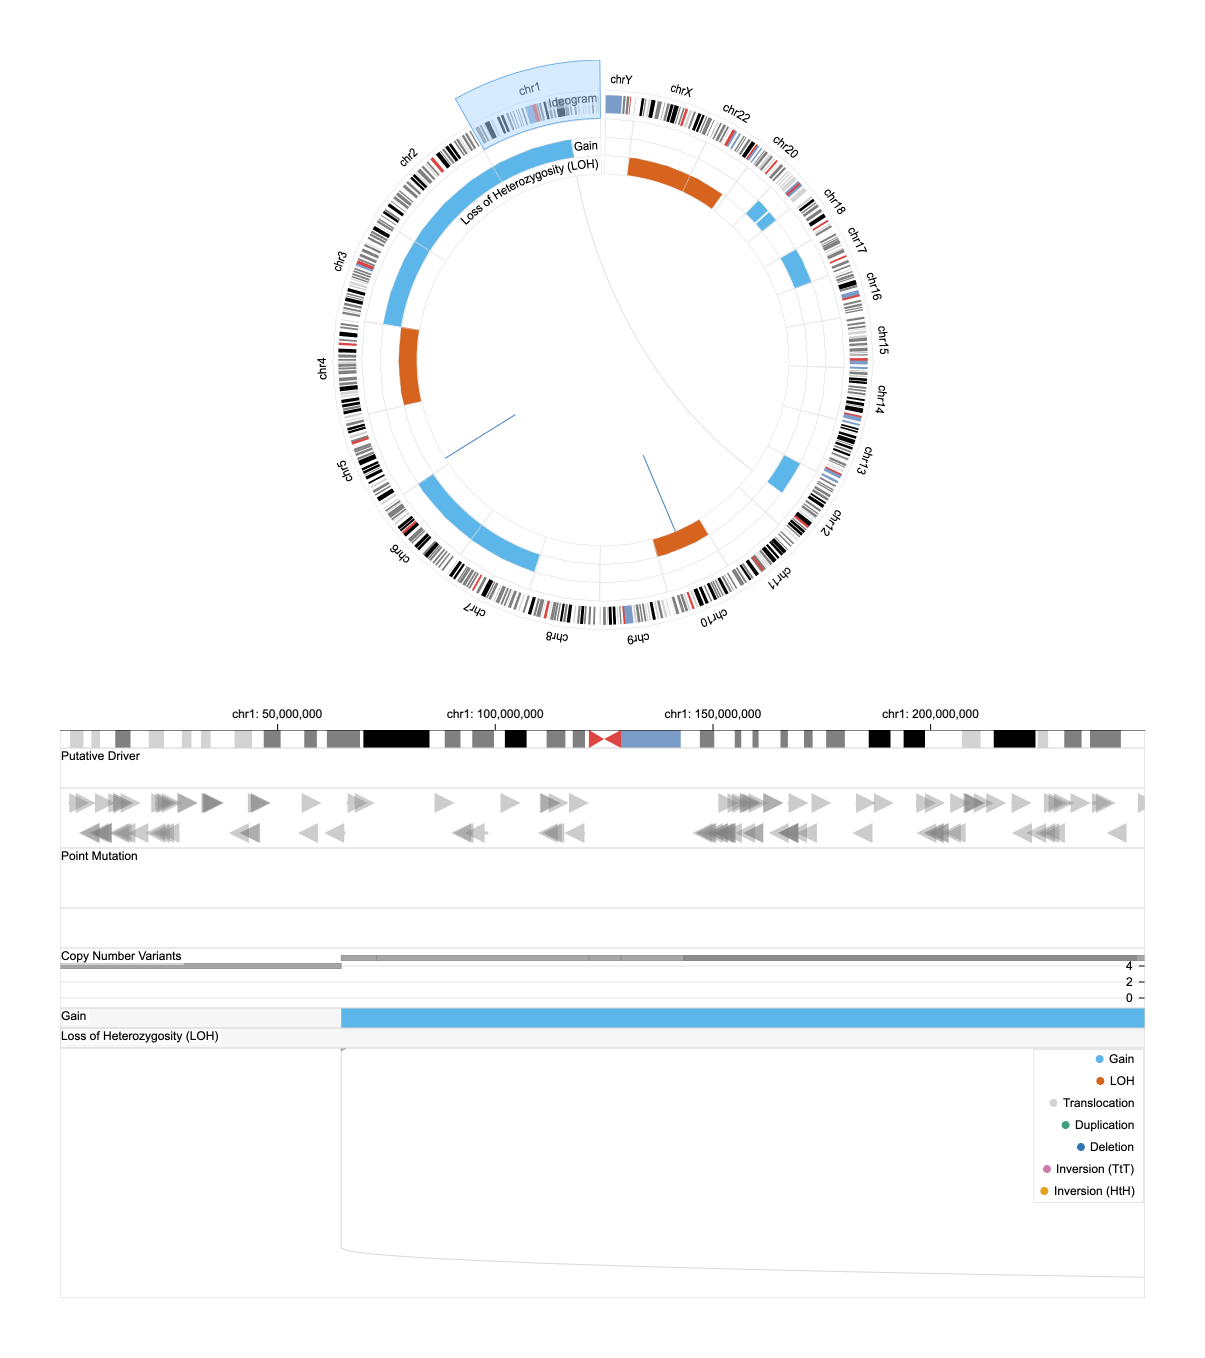 chr1
Ideogram
Gain
Loss of Heterozygosity (LOH)
chrY
chrX
chr22
chr20
chr18
chr17
chr16
chr15
chr14
chr13
chr12
chr11
chr10
chr9
chr8
chr7
chr6
chr5
chr4
chr3
chr2
chr1: 50,000,000 chr1: 100,000,000 chr1: 150,000,000 chr1: 200,000,000
Putative Driver
Point Mutation
Copy Number Variants
4
2
0
Gain
Loss of Heterozygosity (LOH)
Gain
LOH
Translocation
Duplication
Deletion
Inversion (TtT)
Inversion (HtH)